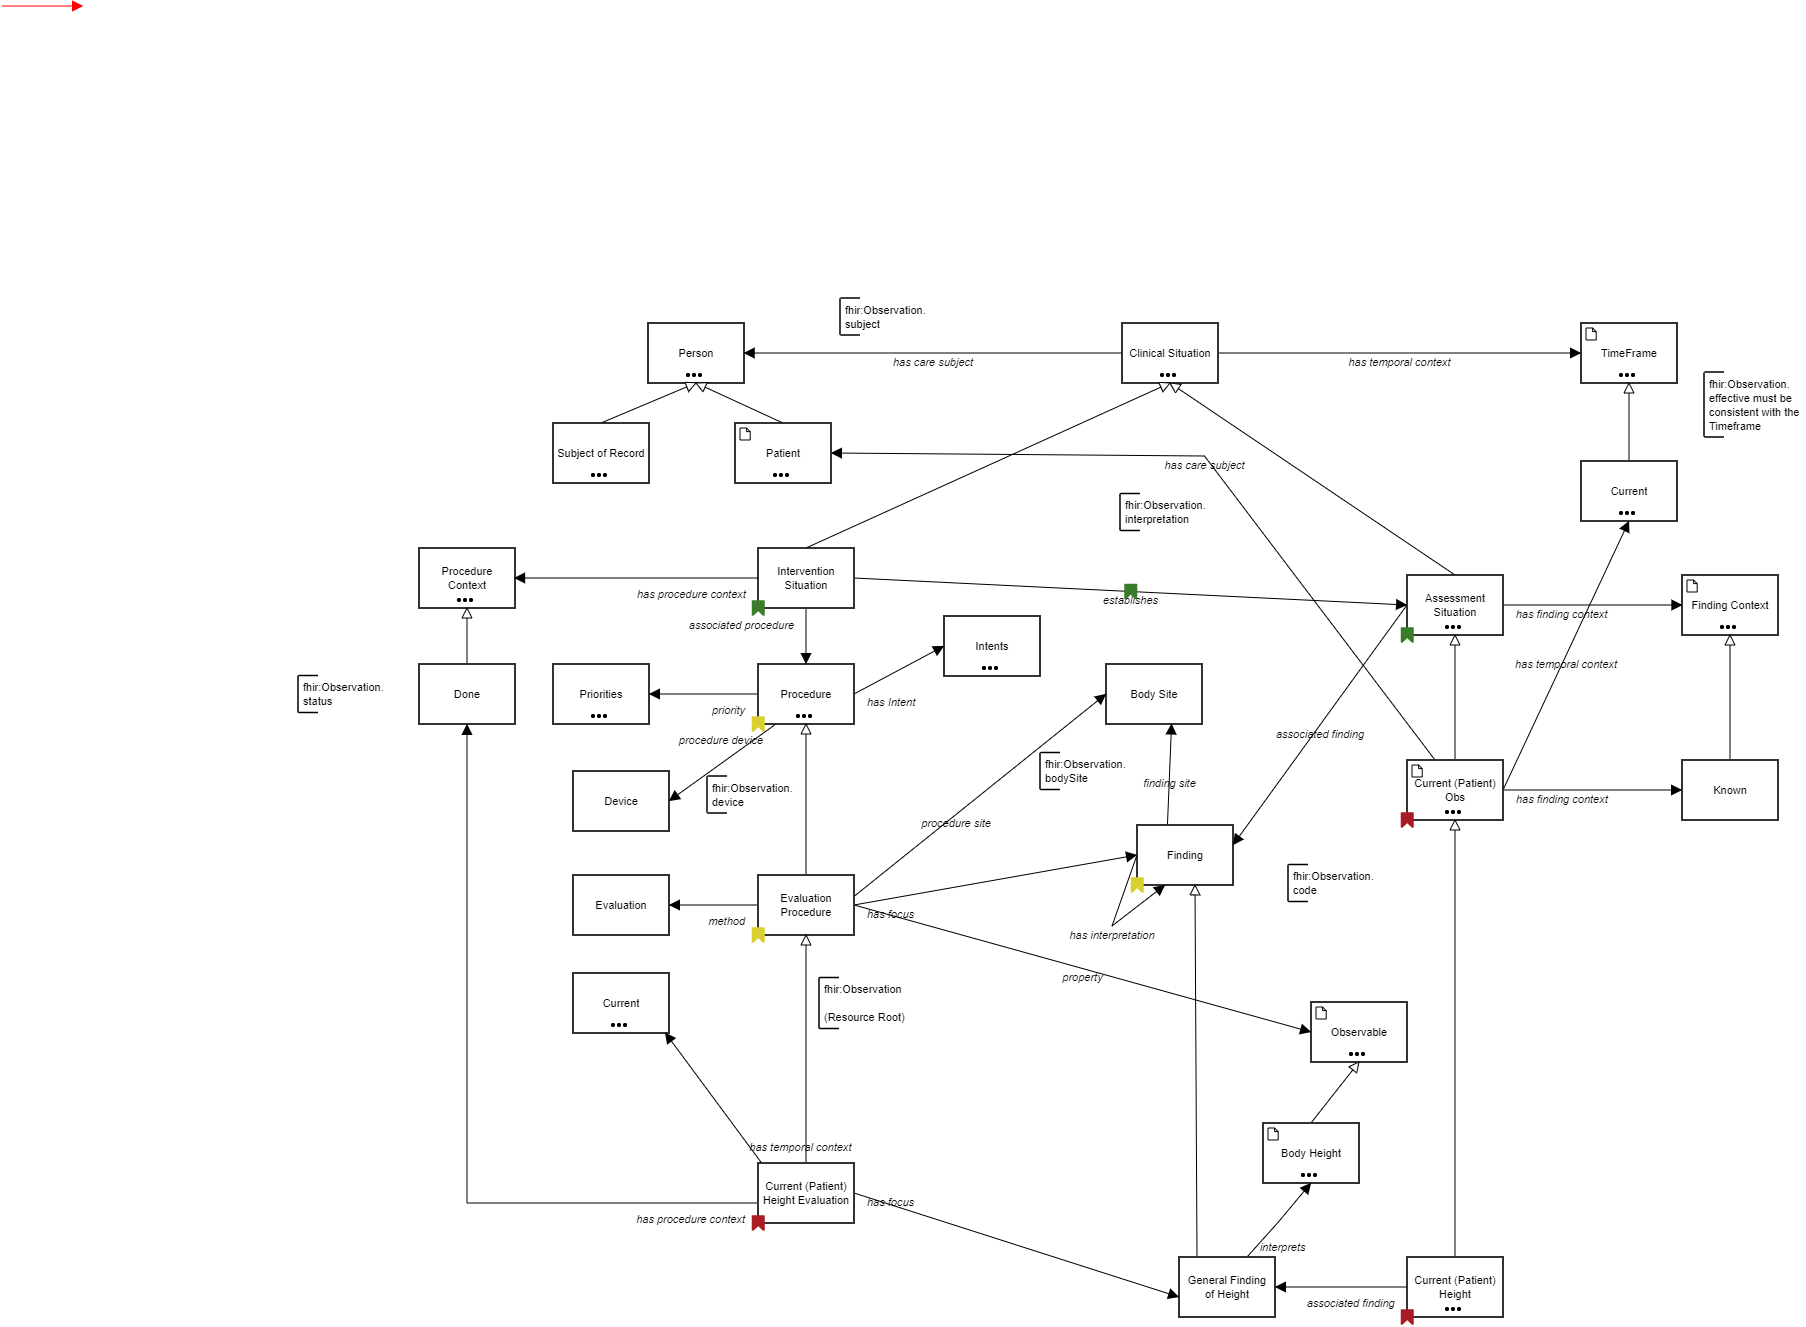 fhir:Observation.
subject
Person
Clinical Situation
TimeFrame
has care subject
has temporal context
fhir:Observation.
effective must be
consistent with the
Timeframe
Subject of Record
Patient
has care subject
Current
fhir:Observation.
interpretation
Procedure
Context
Intervention
Situation
has procedure context
establishes
Assessment
Situation
Finding Context
has finding context
associated procedure
Intents
has temporal context
fhir:Observation.
status
Done
Priorities
Procedure
has Intent
Body Site
priority
procedure device
associated finding
fhir:Observation.
bodySite
Device
fhir:Observation.
device
finding site
Current (Patient)
Obs
has finding context
Known
procedure site
Finding
fhir:Observation.
code
Evaluation
Evaluation
Procedure
method
has focus
has interpretation
property
fhir:Observation
(Resource Root)
Current
Observable
has temporal context
Body Height
Current (Patient)
Height Evaluation
has focus
has procedure context
interprets
General Finding
of Height
Current (Patient)
Height
associated finding